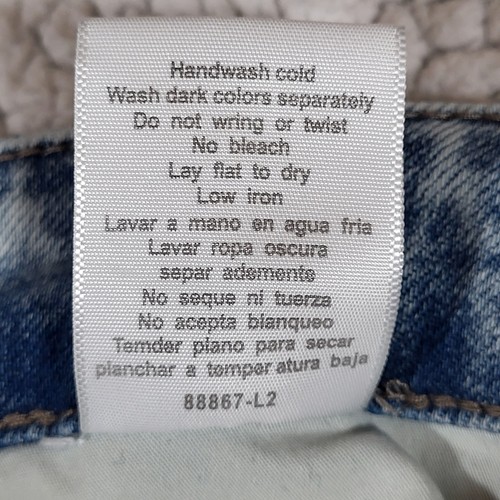 Handwash cold
Wash dark colors separately
Do not wring or twist
No bleach
Lay flat to dry
Low iron
Lavar a mano en agua fria
Lavar ropa oscura
separ adements
No seque ni tuerza
No acepta blanqueo
Temder plano para secar
planchar a temper atura baja
88867-L2